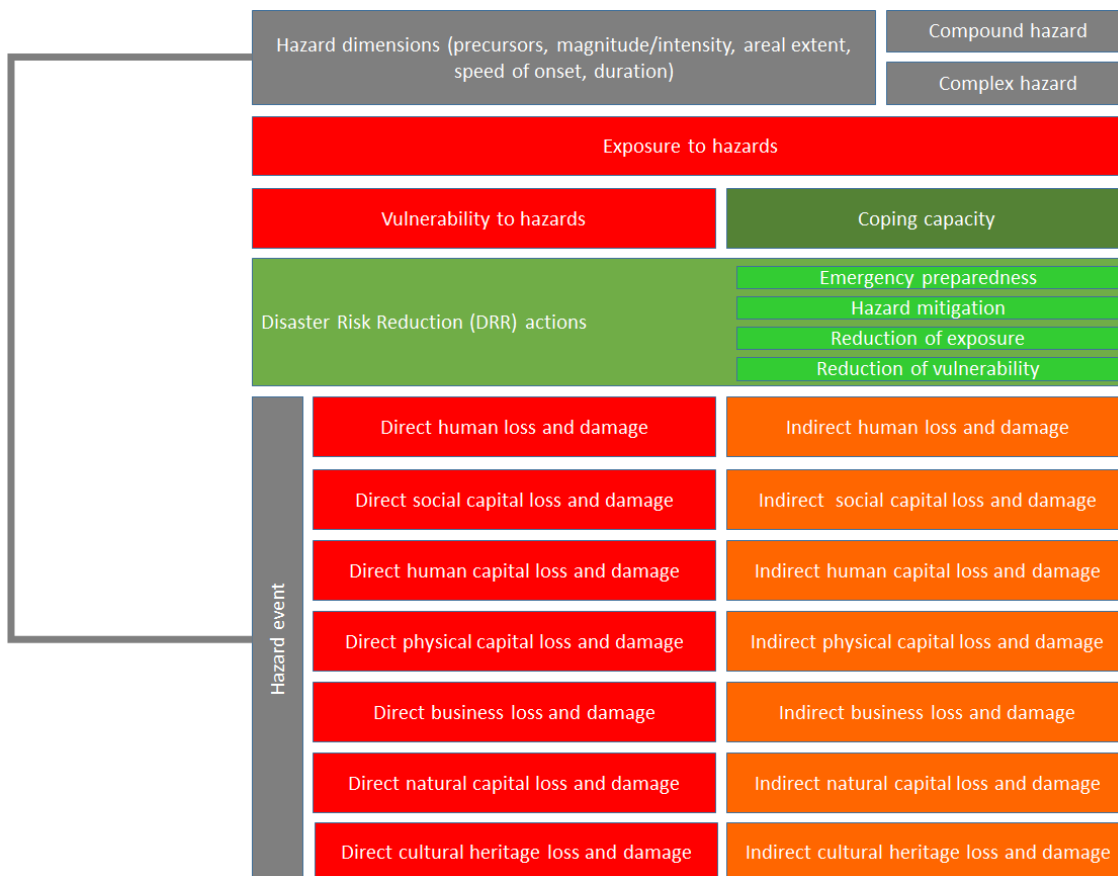 Hazard dimensions (precursors, magnitude/intensity, areal extent,
speed of onset, duration)
Compound hazard
Complex hazard
Exposure to hazards
Vulnerability to hazards
Coping capacity
Disaster Risk Reduction (DRR) actions
Emergency preparedness
Hazard mitigation
Reduction of exposure
Reduction of vulnerability
Hazard event
Direct human loss and damage
Indirect human loss and damage
Direct social capital loss and damage
Indirect  social capital loss and damage
Direct human capital loss and damage
Indirect human capital loss and damage
Direct physical capital loss and damage
Indirect physical capital loss and damage
Direct business loss and damage
Indirect business loss and damage
Direct natural capital loss and damage
Indirect natural capital loss and damage
Direct cultural heritage loss and damage
Indirect cultural heritage loss and damage